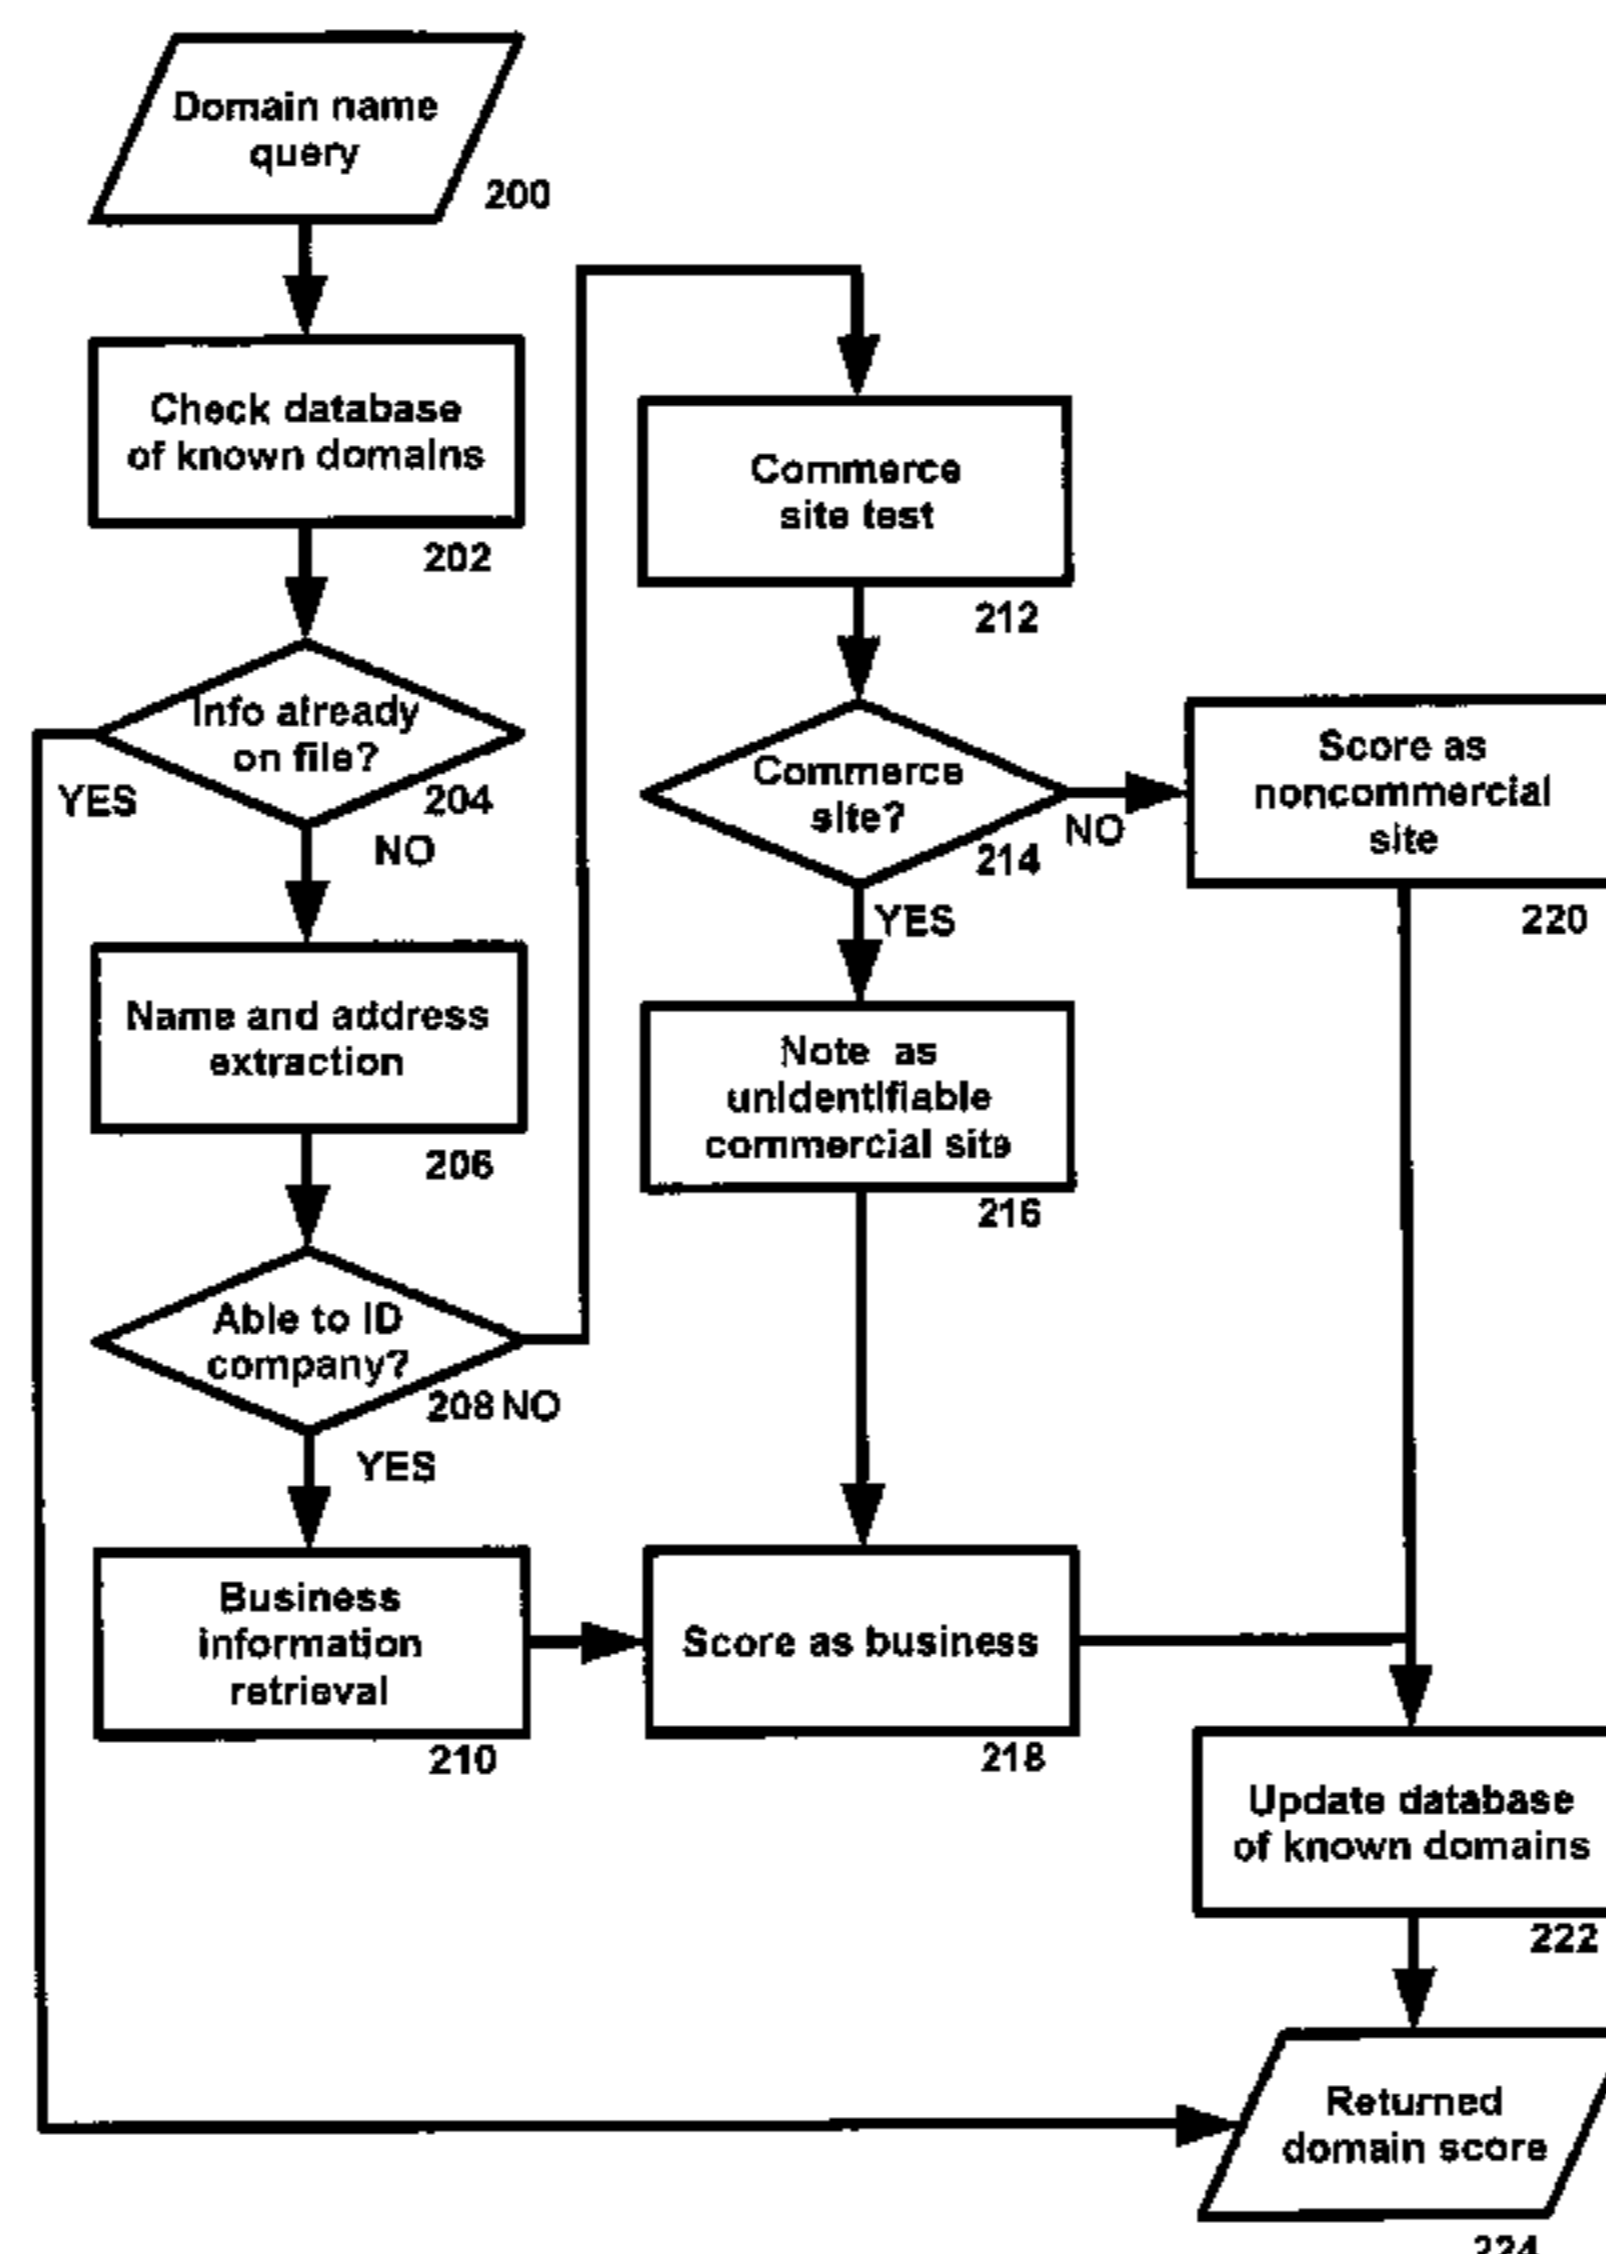 Domain name
query
200
Check database
of known domains
202
Info already
on file?
204
YES
NO
Name and address
extraction
206
Able to ID
company?
208 NO
YES
Business
information
retrieval
210
Commerce
site test
212
Commerce
site?
214
NO
YES
Note as
unidentifiable
commercial site
216
Score as business
218
Score as
noncommercial
site
220
Update database
of known domains
222
Returned
domain score
224